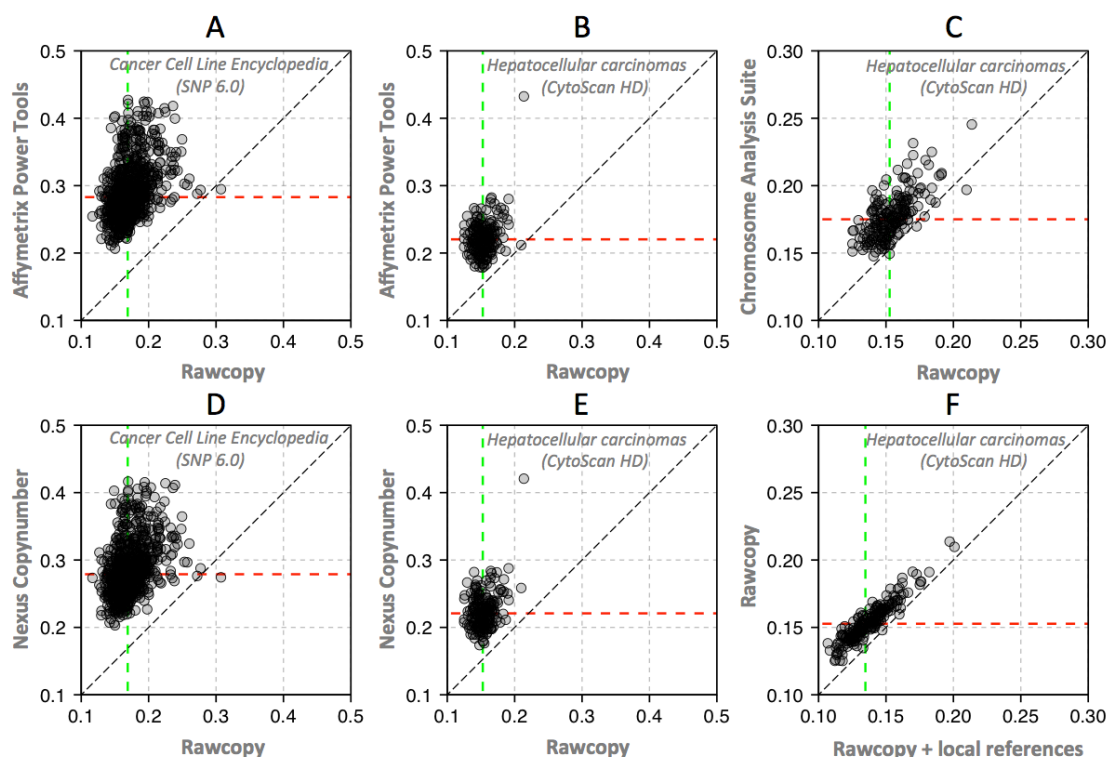 A
B
C
0.5
0.4
0.3
0.2
0.1
Affymetrix Power Tools
Cancer Cell Line Encyclopedia
(SNP 6.0)
0.1
0.2
0.3
0.4
0.5
Rawcopy
0.5
0.4
0.3
0.2
0.1
Affymetrix Power Tools
Hepatocellular carcinomas
(CytoScan HD)
0.1
0.2
0.3
0.4
0.5
Rawcopy
0.30
0.25
0.20
0.15
0.10
Chromosome Analysis Suite
Hepatocellular carcinomas
(CytoScan HD)
0.10
0.15
0.20
0.25
0.30
Rawcopy
D
E
F
0.5
0.4
0.3
0.2
0.1
Nexus Copynumber
Cancer Cell Line Encyclopedia
(SNP 6.0)
0.1
0.2
0.3
0.4
0.5
Rawcopy
0.5
0.4
0.3
0.2
0.1
Nexus Copynumber
Hepatocellular carcinomas
(CytoScan HD)
0.1
0.2
0.3
0.4
0.5
Rawcopy
0.30
0.25
0.20
0.15
0.10
Rawcopy
Hepatocellular carcinomas
(CytoScan HD)
0.10
0.15
0.20
0.25
0.30
Rawcopy + local references